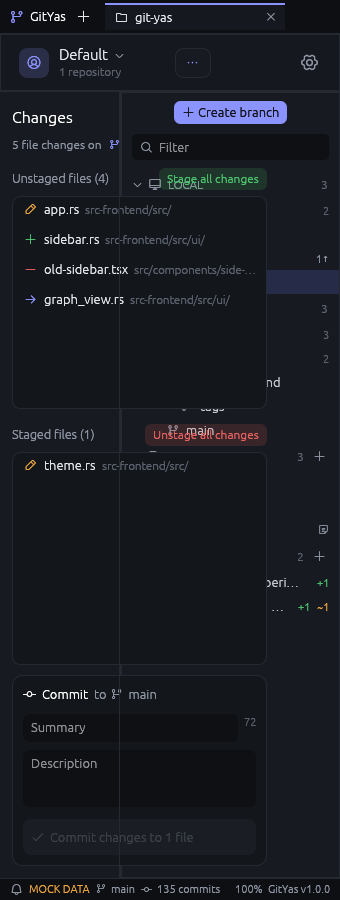 GitYas + git-yas ×
Default
1 repository
...
+ Create branch
Changes
5 file changes on
Filter
Unstaged files (4)
Stage all changes
LOCAL 3
app.rs src-frontend/src/
2
sidebar.rs src-frontend/src/ui/
old-sidebar.tsx src/components/side-...
1↑
graph_view.rs src-frontend/src/ui/
3
3
2
nd
tags
Staged files (1)
Unstage all changes
main
3 +
theme.rs src-frontend/src/
2 +
peri... +1
... +1 ~1
Commit to main
Summary 72
Description
Commit changes to 1 file
MOCK DATA main 135 commits 100% GitYas v1.0.0